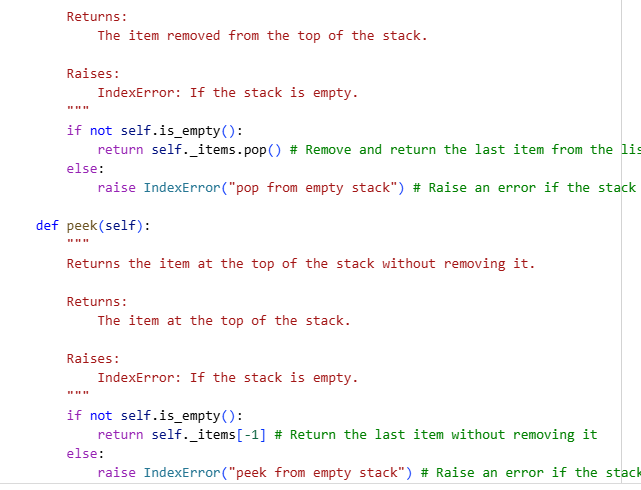 Returns:
The item removed from the top of the stack.
Raises:
IndexError: If the stack is empty.
"""
if not self.is_empty():
return self._items.pop() # Remove and return the last item from the lis
else:
raise IndexError("pop from empty stack") # Raise an error if the stack
def peek(self):
"""
Returns the item at the top of the stack without removing it.
Returns:
The item at the top of the stack.
Raises:
IndexError: If the stack is empty.
"""
if not self.is_empty():
return self._items[-1] # Return the last item without removing it
else:
raise IndexError("peek from empty stack") # Raise an error if the stack